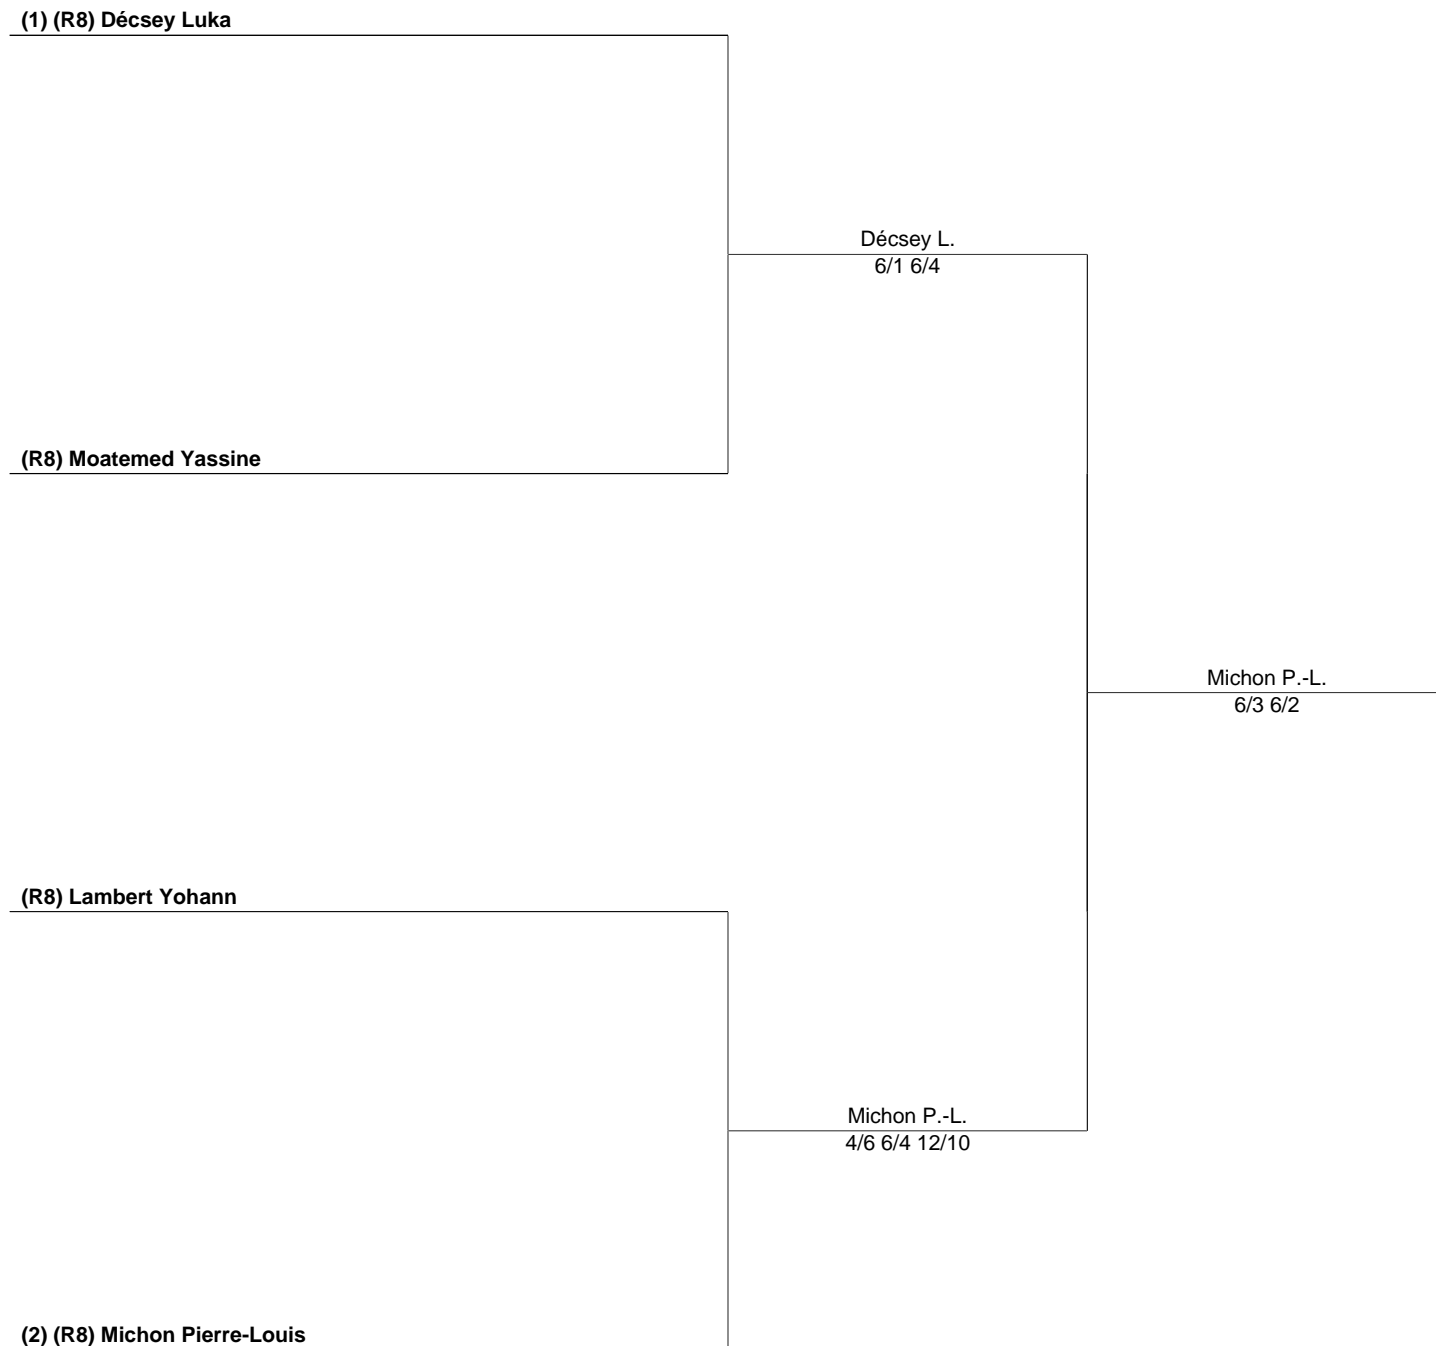 (1) (R8) Décsey Luka
Décsey L.
6/1 6/4
(R8) Moatemed Yassine
Michon P.-L.
6/3 6/2
(R8) Lambert Yohann
Michon P.-L.
4/6 6/4 12/10
(2) (R8) Michon Pierre-Louis